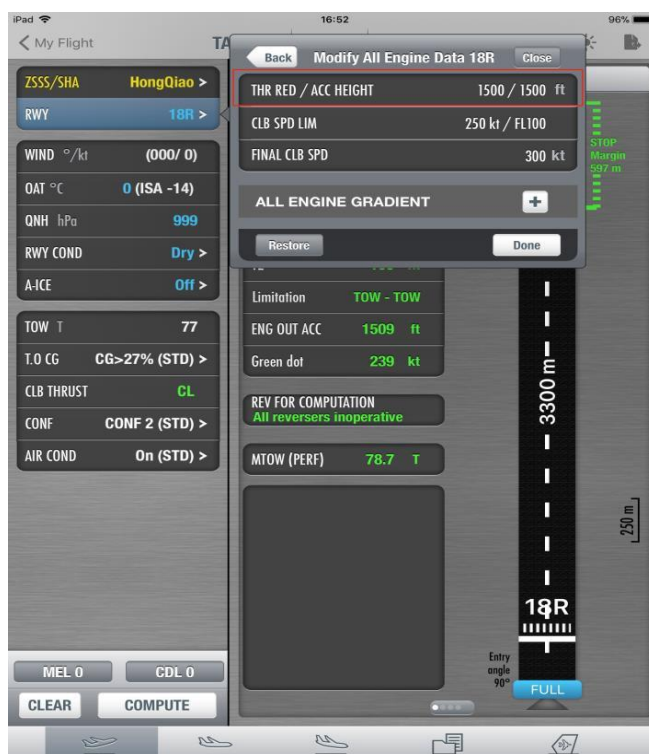 iPad 16:52 96%
My Flight TA
Back Modify All Engine Data 18R Close
ZSSS/SHA HongQiao >
RWY 18R >
THR RED / ACC HEIGHT 1500 / 1500 ft
CLB SPD LIM 250 kt / FL100
FINAL CLB SPD 300 kt
ALL ENGINE GRADIENT +
Restore Done
STOP
Margin
597 m
WIND °/kt (000/ 0)
OAT °C 0 (ISA -14)
QNH hPa 999
RWY COND Dry >
A-ICE Off >
TOW T 77
T.O CG CG>27% (STD) >
CLB THRUST CL
CONF CONF 2 (STD) >
AIR COND On (STD) >
Limitation TOW - TOW
ENG OUT ACC 1509 ft
Green dot 239 kt
REV FOR COMPUTATION
All reversers inoperative
MTOW (PERF) 78.7 T
3300 m
250 m
18R
Entry
angle
90°
FULL
MEL 0 CDL 0
CLEAR COMPUTE